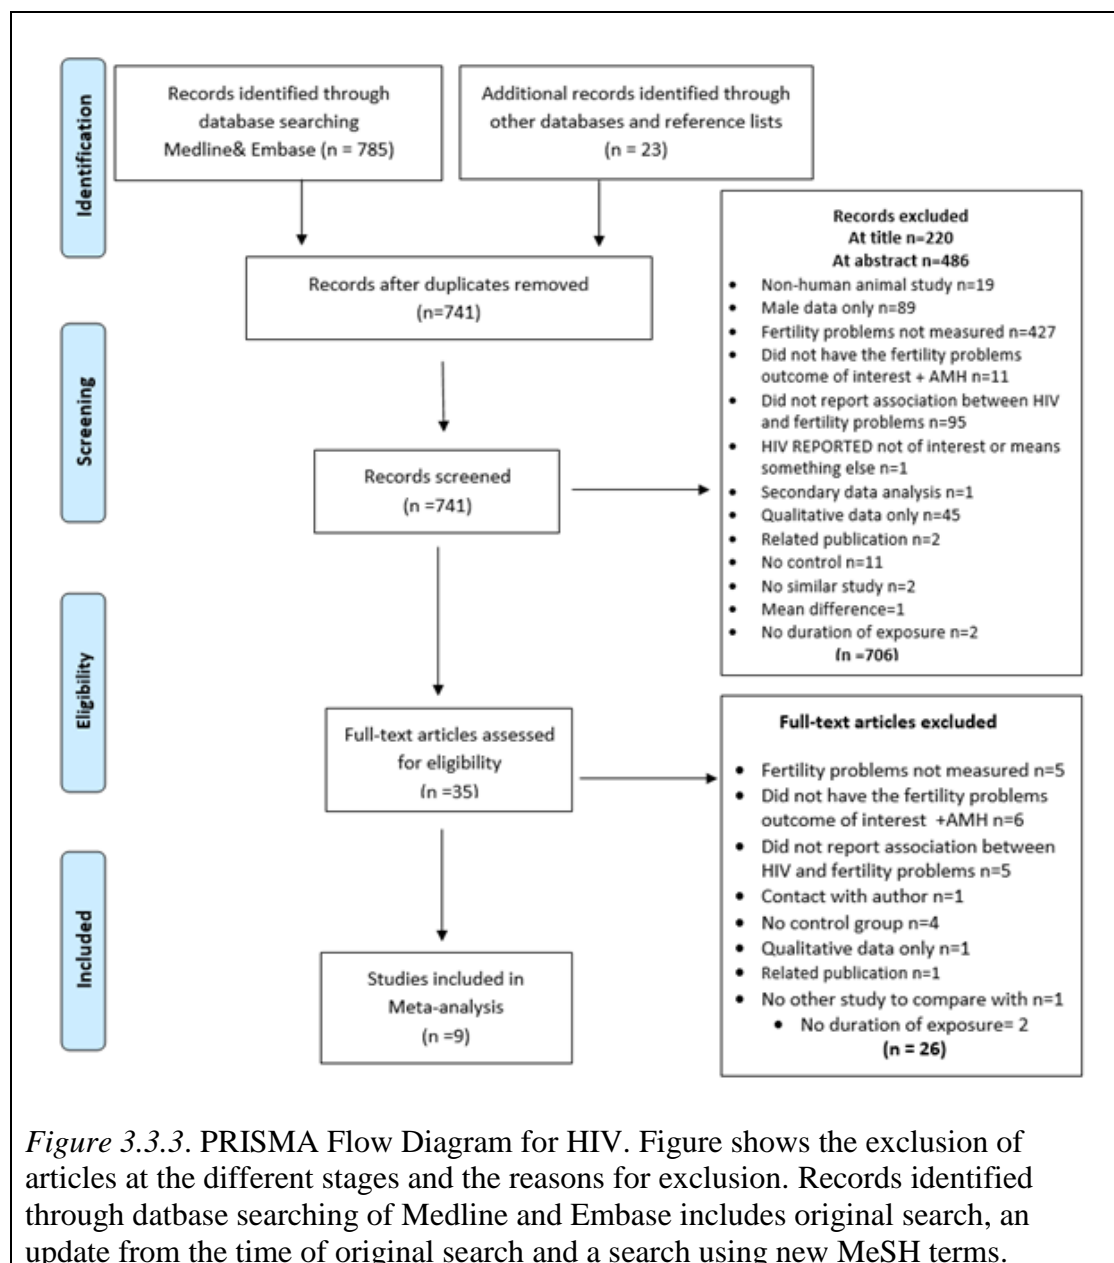 Identification
Records identified through
database searching
Medline& Embase (n = 785)
Additional records identified through
other databases and reference lists
(n = 23)
Records after duplicates removed
(n=741)
Screening
Records screened
(n =741)
Records excluded
At title n=220
At abstract n=486
• Non-human animal study n=19
• Male data only n=89
• Fertility problems not measured n=427
• Did not have the fertility problems
outcome of interest + AMH n=11
• Did not report association between HIV
and fertility problems n=95
• HIV REPORTED not of interest or means
something else n=1
• Secondary data analysis n=1
• Qualitative data only n=45
• Related publication n=2
• No control n=11
• No similar study n=2
• Mean difference=1
• No duration of exposure n=2
(n =706)
Eligibility
Full-text articles assessed
for eligibility
(n =35)
Full-text articles excluded
• Fertility problems not measured n=5
• Did not have the fertility problems
outcome of interest +AMH n=6
• Did not report association between
HIV and fertility problems n=5
• Contact with author n=1
• No control group n=4
• Qualitative data only n=1
• Related publication n=1
• No other study to compare with n=1
• No duration of exposure= 2
(n = 26)
Included
Studies included in
Meta-analysis
(n =9)
Figure 3.3.3. PRISMA Flow Diagram for HIV. Figure shows the exclusion of
articles at the different stages and the reasons for exclusion. Records identified
through datbase searching of Medline and Embase includes original search, an
update from the time of original search and a search using new MeSH terms.